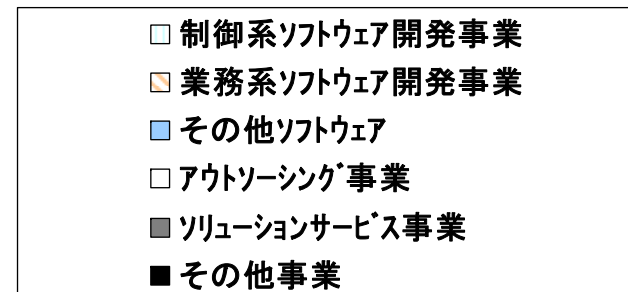 制御系ソフトウェア開発事業
業務系ソフトウェア開発事業
その他ソフトウェア
アウトソーシング事業
ソリューションサービス事業
その他事業